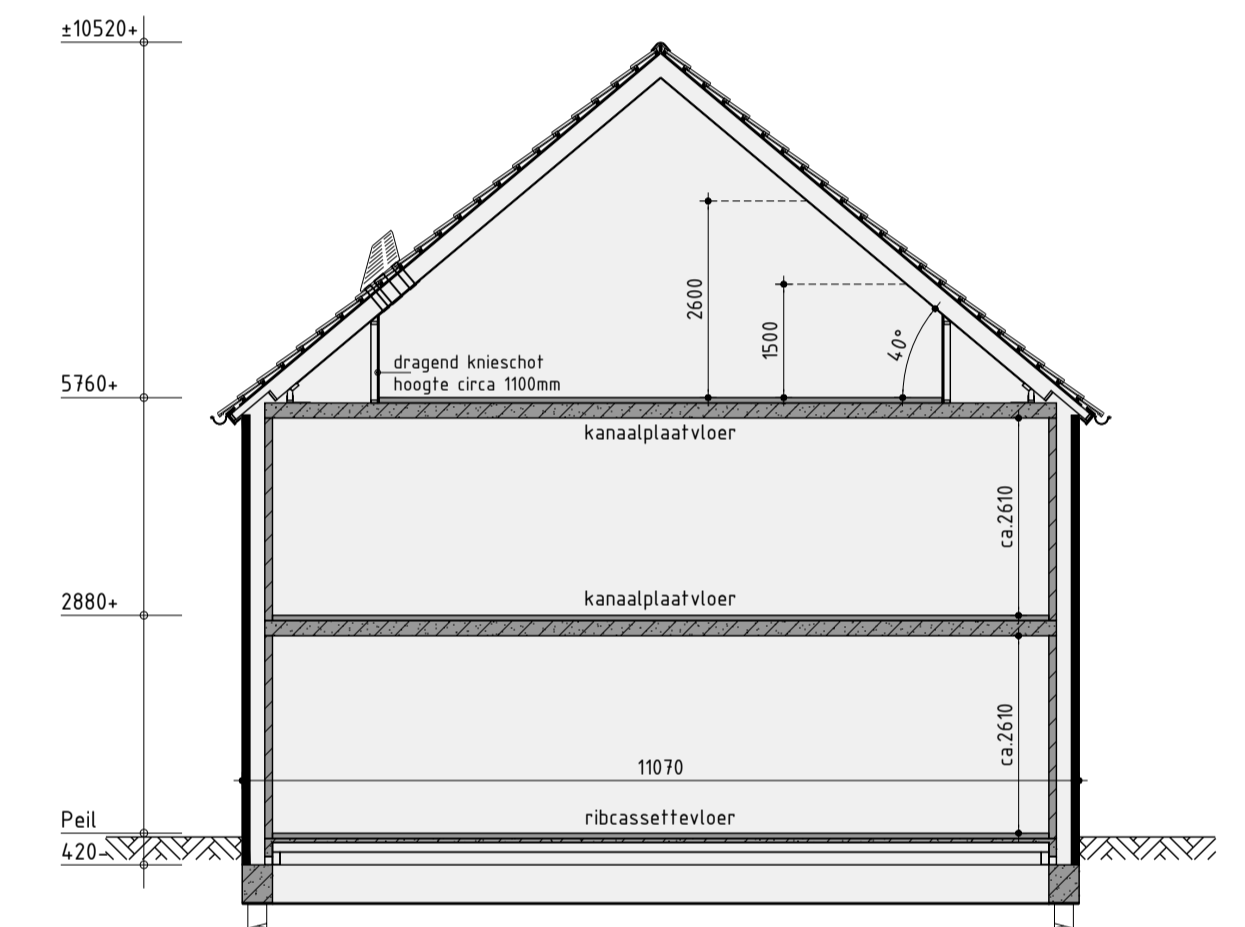 ±10520+
2600
1500
40°
dragend knieschot
hoogte circa 1100mm
5760+
kanaalplaatvloer
ca.2610
kanaalplaatvloer
2880+
ca.2610
11070
ribcassettevloer
Peil
420-